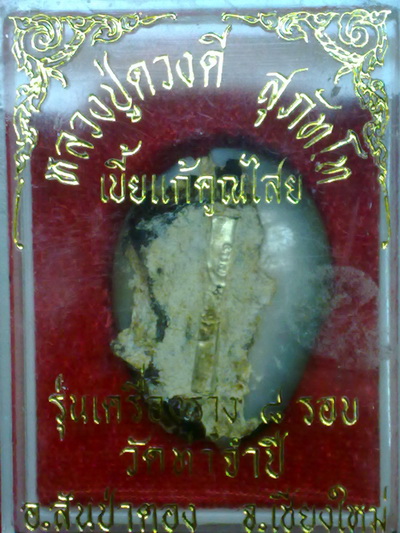 หลวงปู่ดวงดี สุภัทโท
เบี้ยแก้คุณไสย
รุ่นเครื่องราง ๘ รอบ
วัดท่าจำปี
อ.สันป่าตอง จ.เชียงใหม่